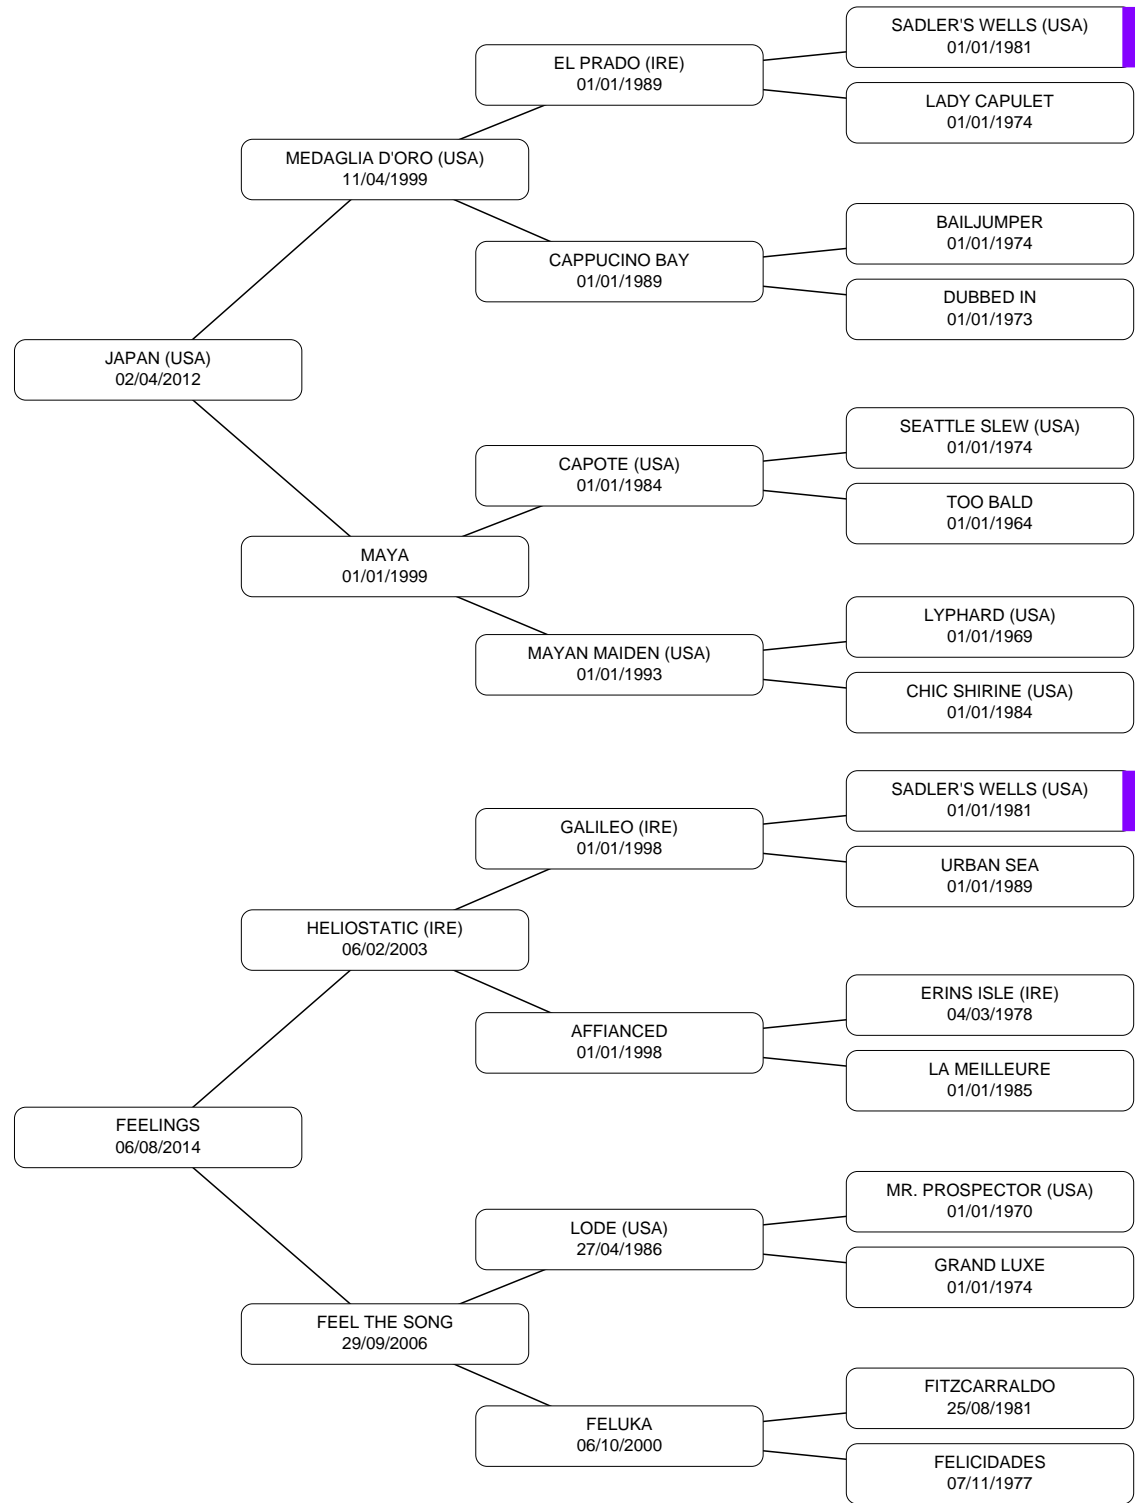 SADLER'S WELLS (USA)
01/01/1981
EL PRADO (IRE)
01/01/1989
LADY CAPULET
01/01/1974
MEDAGLIA D'ORO (USA)
11/04/1999
BAILJUMPER
01/01/1974
CAPPUCINO BAY
01/01/1989
DUBBED IN
01/01/1973
JAPAN (USA)
02/04/2012
SEATTLE SLEW (USA)
01/01/1974
CAPOTE (USA)
01/01/1984
TOO BALD
01/01/1964
MAYA
01/01/1999
LYPHARD (USA)
01/01/1969
MAYAN MAIDEN (USA)
01/01/1993
CHIC SHIRINE (USA)
01/01/1984
SADLER'S WELLS (USA)
01/01/1981
GALILEO (IRE)
01/01/1998
URBAN SEA
01/01/1989
HELIOSTATIC (IRE)
06/02/2003
ERINS ISLE (IRE)
04/03/1978
AFFIANCED
01/01/1998
LA MEILLEURE
01/01/1985
FEELINGS
06/08/2014
MR. PROSPECTOR (USA)
01/01/1970
LODE (USA)
27/04/1986
GRAND LUXE
01/01/1974
FEEL THE SONG
29/09/2006
FITZCARRALDO
25/08/1981
FELUKA
06/10/2000
FELICIDADES
07/11/1977